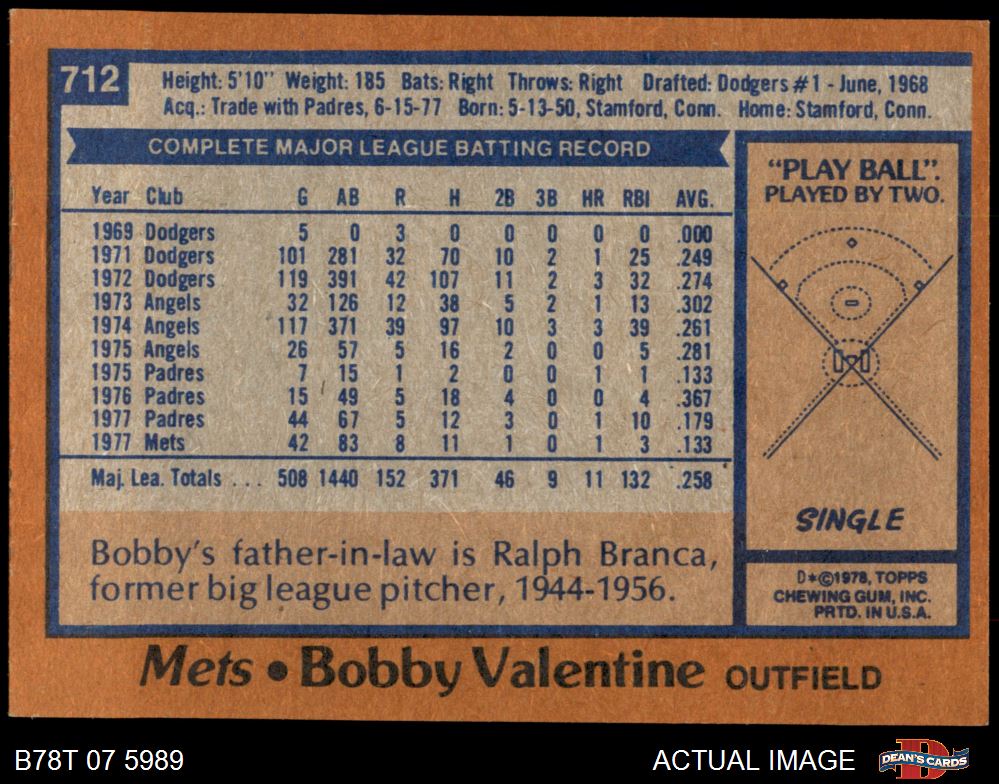 712
Height: 5'10" Weight: 185 Bats: Right Throws: Right Drafted: Dodgers #1 - June, 1968
Acq.: Trade with Padres, 6-15-77 Born: 5-13-50, Stamford, Conn. Home: Stamford, Conn.
COMPLETE MAJOR LEAGUE BATTING RECORD
Year Club G AB R H 2B 3B HR RBI AVG.
1969 Dodgers 5 0 3 0 0 0 0 0 .000
1971 Dodgers 101 281 32 70 10 2 1 25 .249
1972 Dodgers 119 391 42 107 11 2 3 32 .274
1973 Angels 32 126 12 38 5 2 1 13 .302
1974 Angels 117 371 39 97 10 3 3 39 .261
1975 Angels 26 57 5 16 2 0 0 5 .281
1975 Padres 7 15 1 2 0 0 1 1 .133
1976 Padres 15 49 5 18 4 0 0 4 .367
1977 Padres 44 67 5 12 3 0 1 10 .179
1977 Mets 42 83 8 11 1 0 1 3 .133
Maj. Lea. Totals ... 508 1440 152 371 46 9 11 132 .258
Bobby's father-in-law is Ralph Branca,
former big league pitcher, 1944-1956.
"PLAY BALL".
PLAYED BY TWO.
SINGLE
D*©1978, TOPPS
CHEWING GUM, INC.
PRTD. IN U.S.A.
Mets • Bobby Valentine OUTFIELD
B78T 07 5989
ACTUAL IMAGE
DEAN'S CARDS